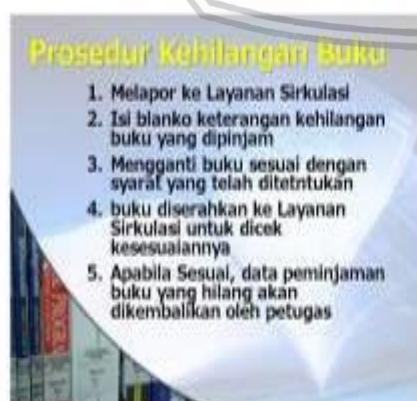 Prosedur Kehilangan Buku
1. Melapor ke Layanan Sirkulasi
2. Isi blanko keterangan kehilangan
buku yang dipinjam
3. Mengganti buku sesuai dengan
syarat yang telah ditetntukan
4. buku diserahkan ke Layanan
Sirkulasi untuk dicek
kesesuaiannya
5. Apabila Sesuai, data peminjaman
buku yang hilang akan
dikembalikan oleh petugas